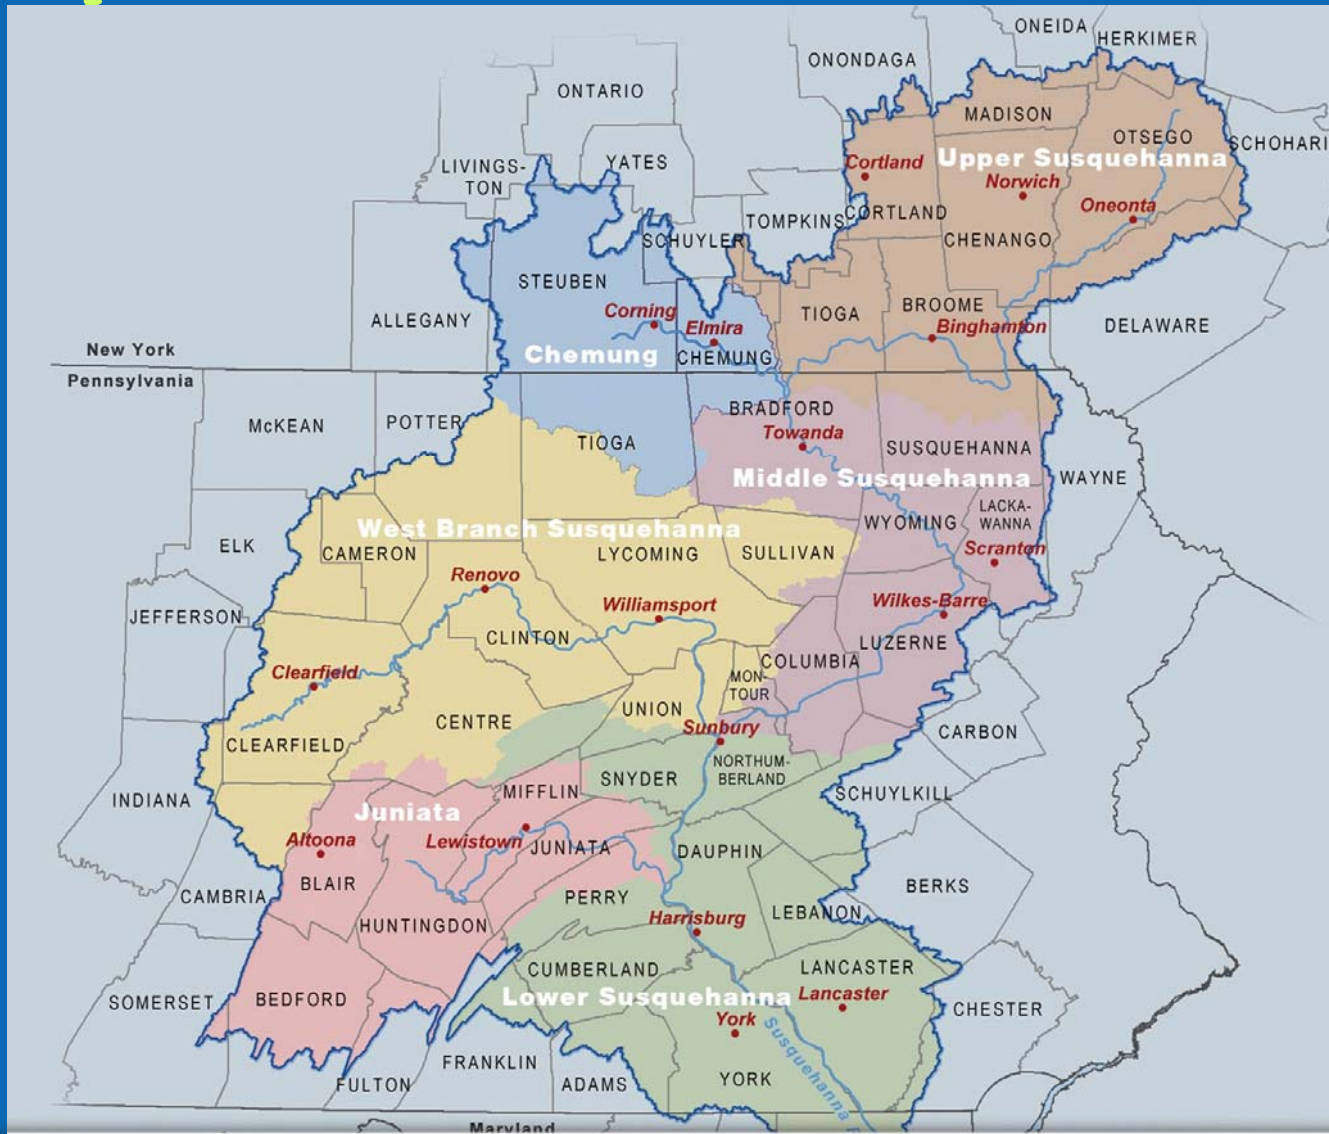 ONEIDA
HERKIMER
ONONDAGA
ONTARIO
MADISON
OTSEGO
SCHOHARI
LIVINGS-
TON
YATES
Cortland
Upper Susquehanna
Norwich
Oneonta
TOMPKINS
CORTLAND
SCHUYLER
CHENANGO
STEUBEN
ALLEGANY
Corning
Elmira
TIOGA
BROOME
Binghamton
DELAWARE
New York
Chemung
CHEMUNG
Pennsylvania
McKEAN
POTTER
TIOGA
BRADFORD
Towanda
SUSQUEHANNA
Middle Susquehanna
WAYNE
West Branch Susquehanna
WYOMING
LACKA-
WANNA
ELK
CAMERON
LYCOMING
SULLIVAN
Scranton
Renovo
JEFFERSON
Williamsport
Wilkes-Barre
CLINTON
LUZERNE
COLUMBIA
Clearfield
MON-
TOUR
CENTRE
UNION
Sunbury
CLEARFIELD
CARBON
SNYDER
NORTHUM-
BERLAND
INDIANA
MIFFLIN
SCHUYLKILL
Juniata
Altoona
Lewistown
JUNIATA
DAUPHIN
BLAIR
CAMBRIA
PERRY
BERKS
HUNTINGDON
Harrisburg
LEBANON
CUMBERLAND
LANCASTER
SOMERSET
BEDFORD
Lower Susquehanna
Lancaster
York
CHESTER
Susquehanna
FRANKLIN
FULTON
ADAMS
YORK
Maryland